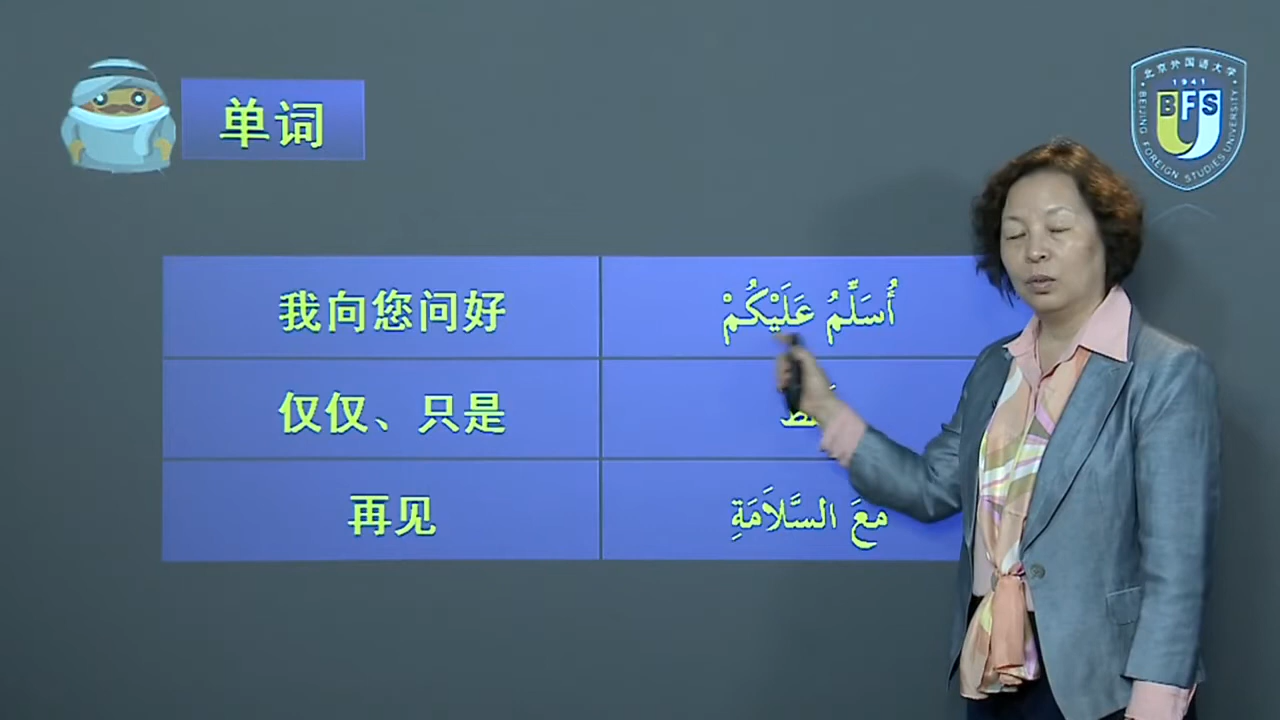 单词
北京外国语大学
1941
BFSU
BEIJING FOREIGN STUDIES UNIVERSITY
我向您问好
أُسَلِّمُ عَلَيْكُمْ
仅仅、只是
再见
مَعَ السَّلَامَةِ